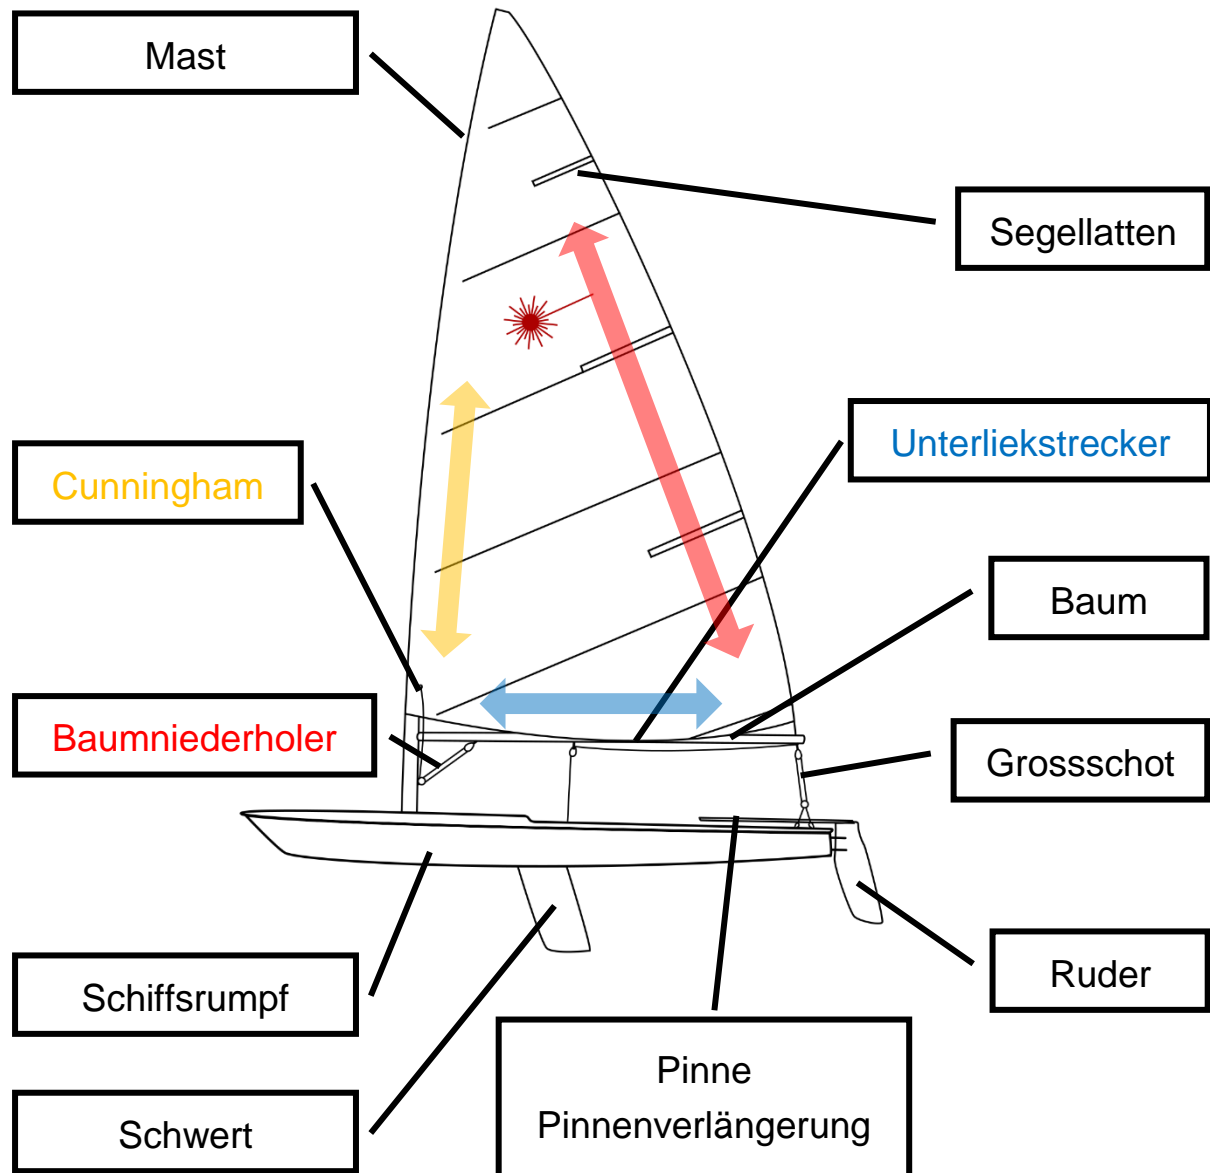 Mast
Segellatten
Unterliekstrecker
Cunningham
Baum
Baumniederholer
Grossschot
Schiffsrumpf
Ruder
Pinne
Pinnenverlängerung
Schwert